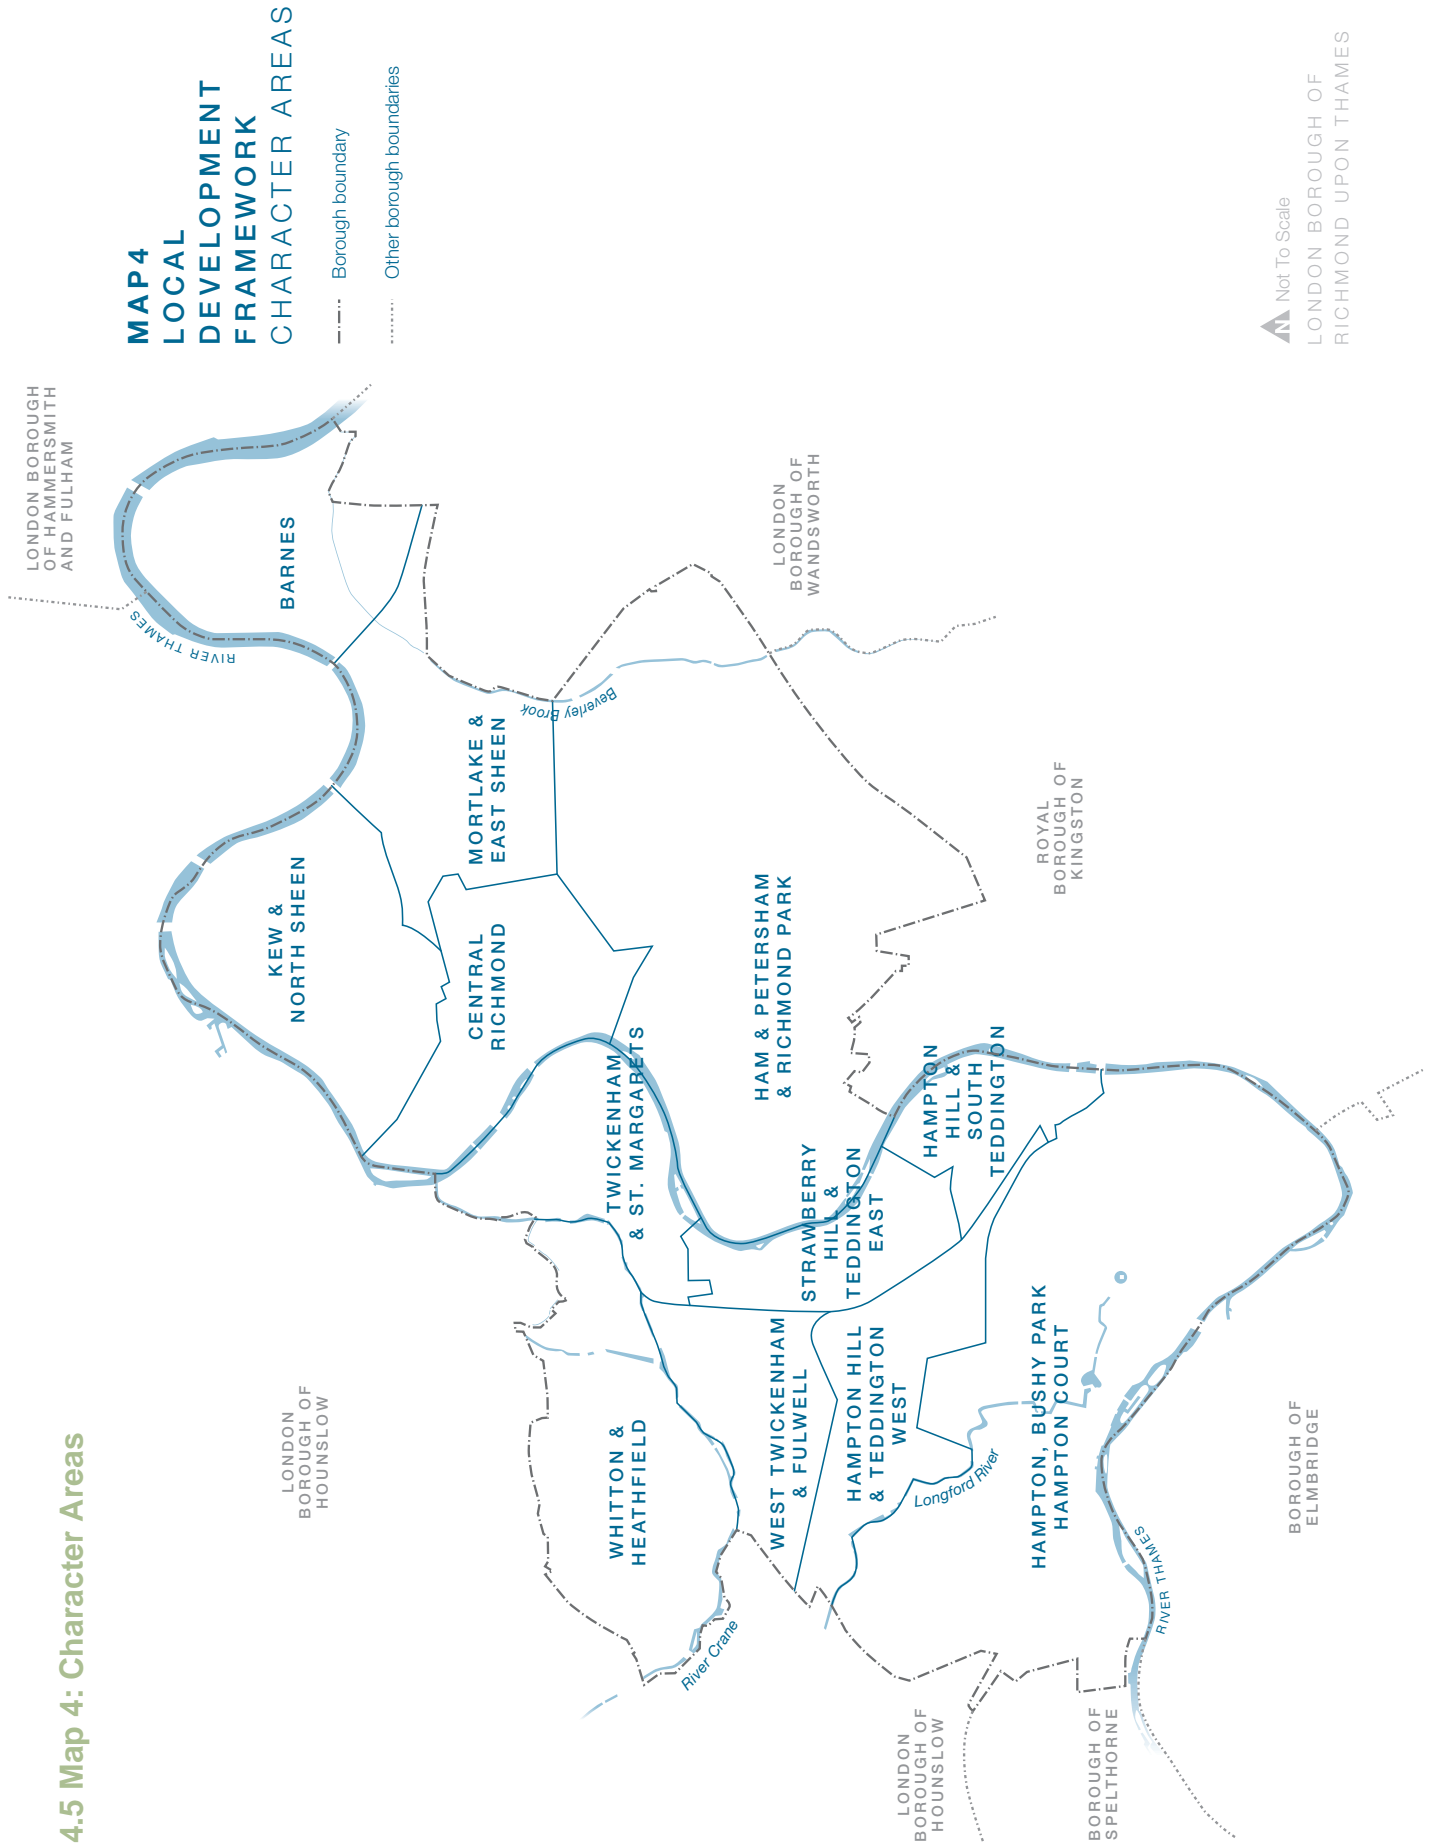 4.5 Map 4: Character Areas
MAP4
LOCAL
DEVELOPMENT
FRAMEWORK
CHARACTER AREAS
Borough boundary
Other borough boundaries
LONDON BOROUGH
OF HAMMERSMITH
AND FULHAM
RIVER THAMES
BARNES
KEW &
NORTH SHEEN
MORTLAKE &
EAST SHEEN
Beverley Brook
CENTRAL
RICHMOND
LONDON
BOROUGH OF
WANDSWORTH
LONDON
BOROUGH OF
HOUNSLOW
TWICKENHAM
& ST. MARGARETS
HAM & PETERSHAM
& RICHMOND PARK
ROYAL
BOROUGH OF
KINGSTON
WHITTON &
HEATHFIELD
River Crane
WEST TWICKENHAM
& FULWELL
STRAWBERRY
HILL &
TEDDINGTON
EAST
HAMPTON HILL
& TEDDINGTON
WEST
HAMPTON
HILL &
SOUTH
TEDDINGTON
Longford River
HAMPTON, BUSHY PARK
HAMPTON COURT
LONDON
BOROUGH OF
HOUNSLOW
BOROUGH OF
SPELTHORNE
RIVER THAMES
BOROUGH OF
ELMBRIDGE
N Not To Scale
LONDON BOROUGH OF
RICHMOND UPON THAMES